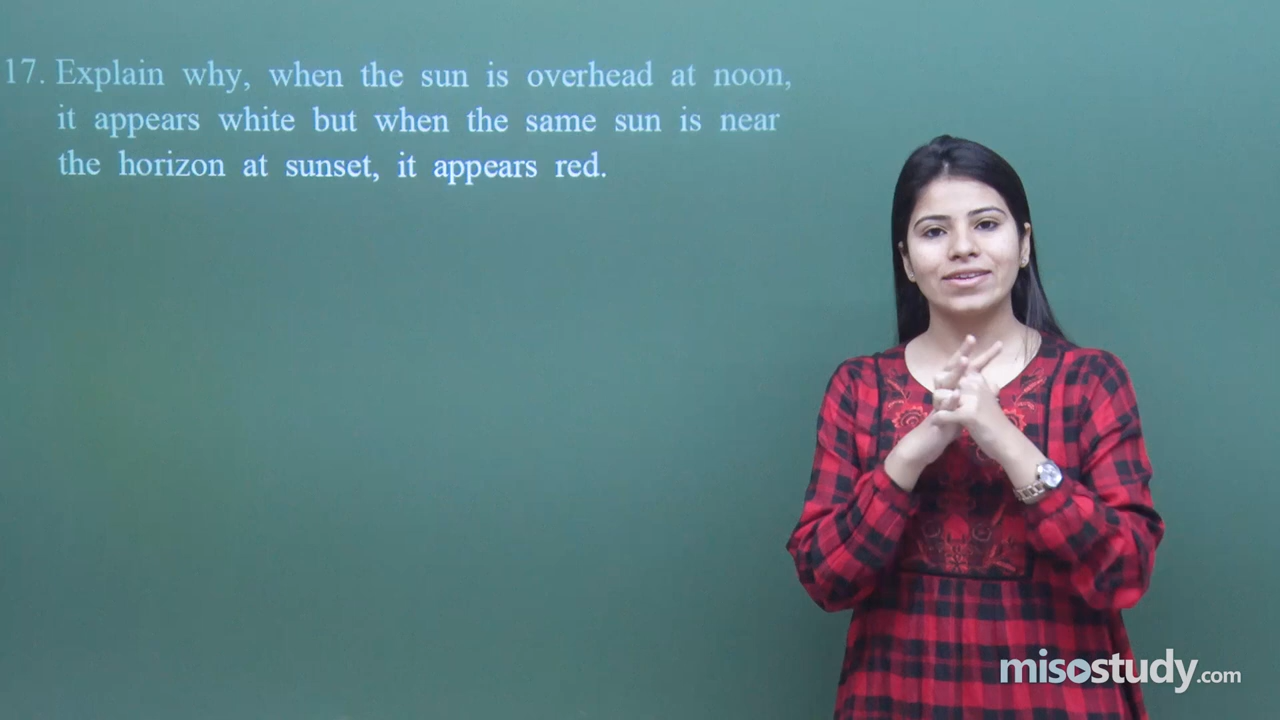 17. Explain why, when the sun is overhead at noon,
it appears white but when the same sun is near
the horizon at sunset, it appears red.
misostudy.com